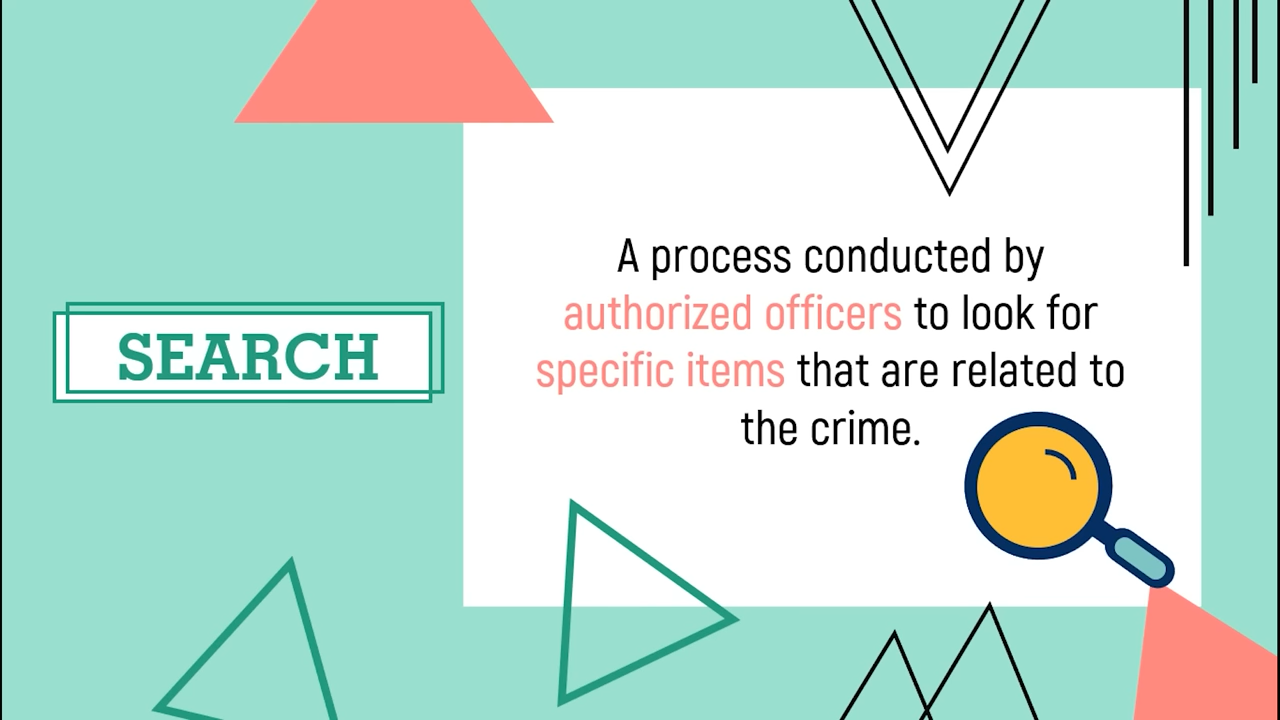 SEARCH
A process conducted by
authorized officers to look for
specific items that are related to
the crime.